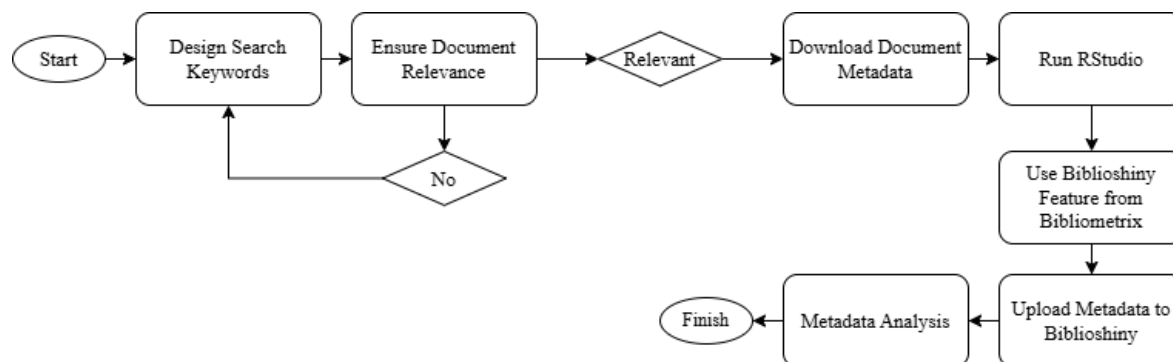 Start
Design Search
Keywords
Ensure Document
Relevance
Relevant
Download Document
Metadata
Run RStudio
No
Use Biblioshiny
Feature from
Bibliometrix
Upload Metadata to
Biblioshiny
Metadata Analysis
Finish